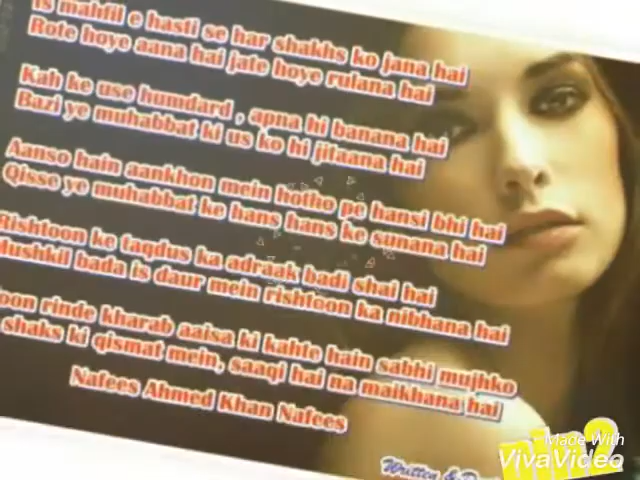 Is mahfil e hasti se har shakhs ko jana hai
Rote hoye aana hai jate hoye rulana hai
Kah ke use humdard , apna hi banana hai
Bazi ye muhabbat ki us ko hi jitaana hai
Aanso hain aankhon mein hotho pe hansi bhi hai
Qisse ye muhabbat ke hans hans ke sunana hai
Rishtoon ke taqdus ka adraak badi shai hai
Mushkil bada is daur mein rishtoon ka nibhana hai
rinde kharab aaisa ki kahte hain sabhi mujhko
shaks ki qismat mein, saaqi hai na maikhana hai
Nafees Ahmed Khan Nafees
Written &
Made With
VivaVideo